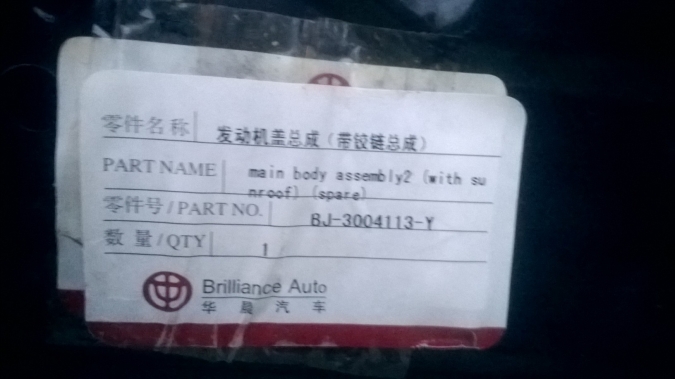 零件名称 发动机盖总成（带铰链总成）
PART NAME main body assembly2 (with su
nroof) (spare)
零件号/PART NO. BJ-3004113-Y
数量/QTY 1
Brilliance Auto
华晨汽车